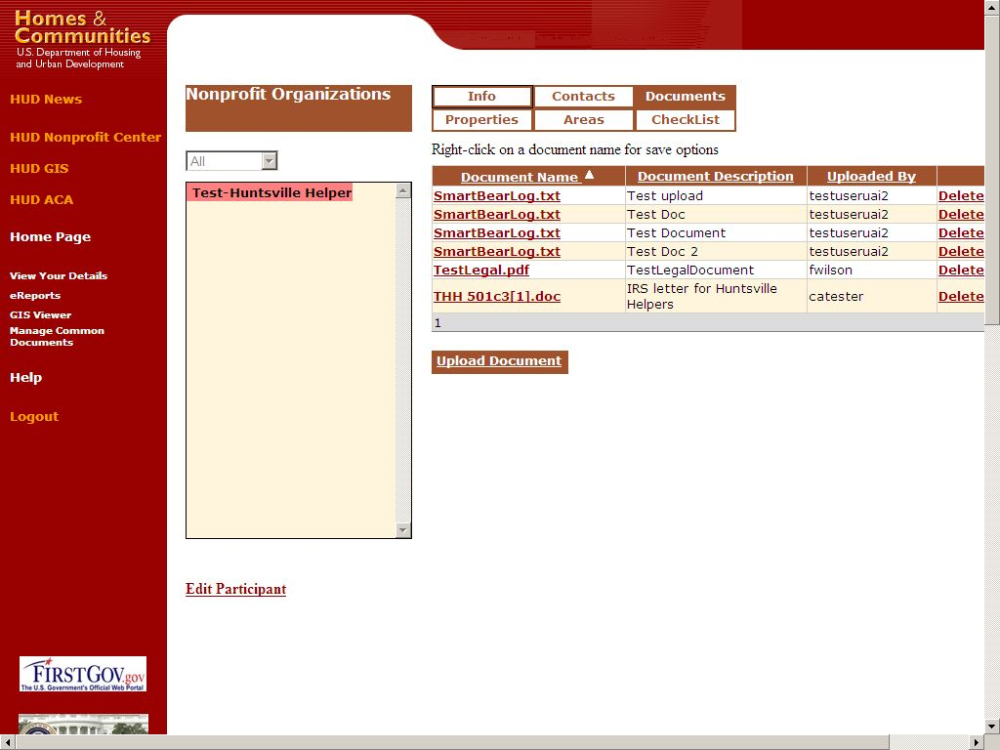 Homes &
Communities
U.S. Department of Housing
and Urban Development
HUD News
HUD Nonprofit Center
HUD GIS
HUD ACA
Home Page
View Your Details
eReports
GIS Viewer
Manage Common
Documents
Help
Logout
FIRSTGOV.gov
The U.S. Government's Official Web Portal
Nonprofit Organizations
All
Test-Huntsville Helper
Edit Participant
Info Contacts Documents
Properties Areas CheckList
Right-click on a document name for save options
Document Name Document Description Uploaded By
SmartBearLog.txt Test upload testuseruai2 Delete
SmartBearLog.txt Test Doc testuseruai2 Delete
SmartBearLog.txt Test Document testuseruai2 Delete
SmartBearLog.txt Test Doc 2 testuseruai2 Delete
TestLegal.pdf TestLegalDocument fwilson Delete
THH 501c3[1].doc IRS letter for Huntsville Helpers catester Delete
1
Upload Document